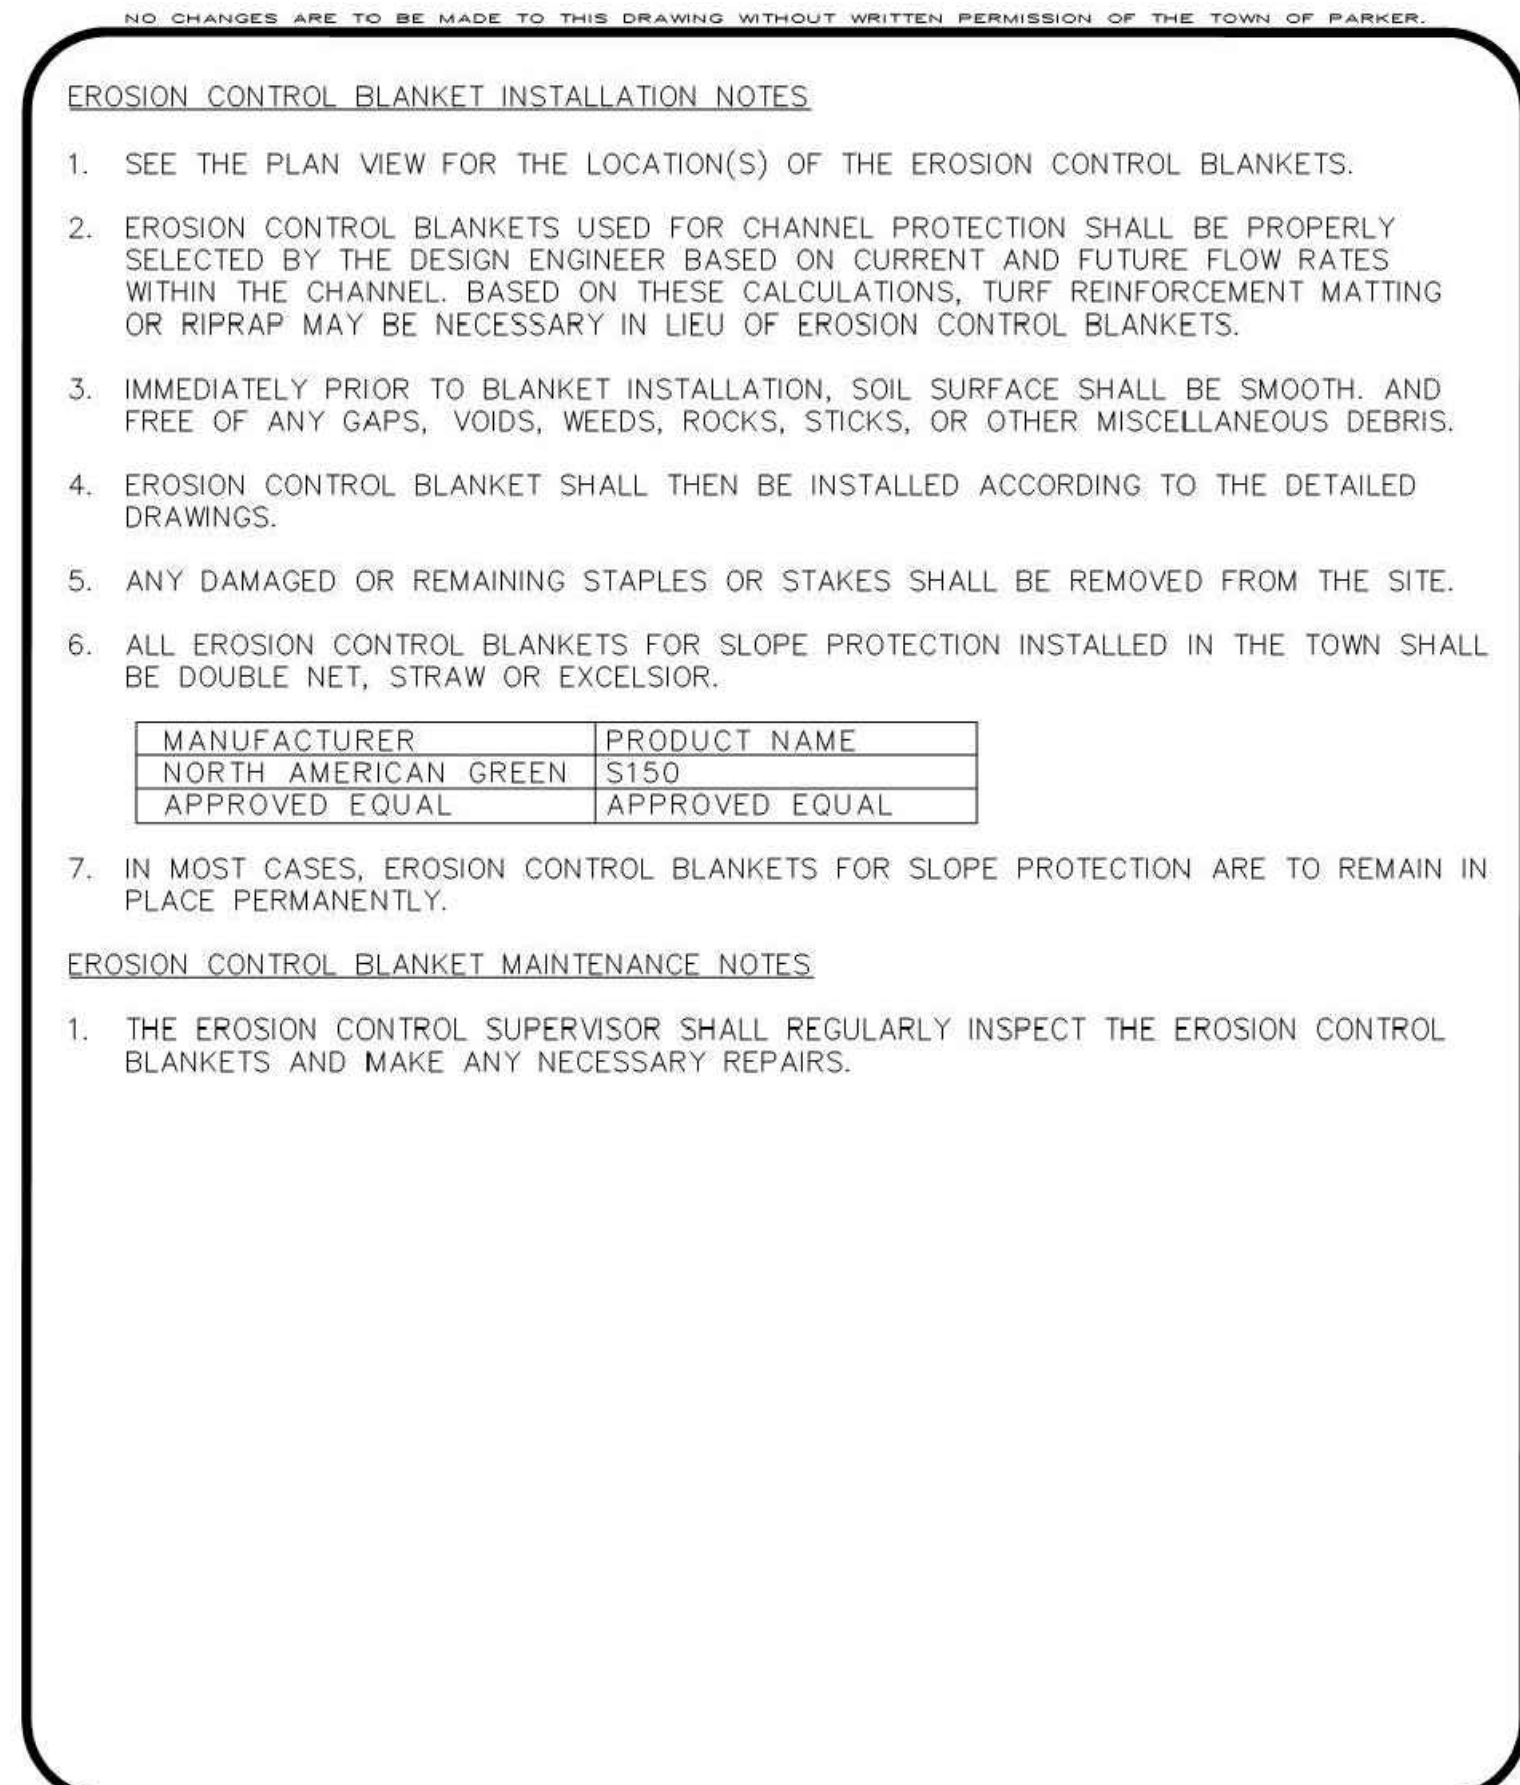 NO CHANGES ARE TO BE MADE TO THIS DRAWING WITHOUT WRITTEN PERMISSION OF THE TOWN OF PARKER.
EROSION CONTROL BLANKET INSTALLATION NOTES
1. SEE THE PLAN VIEW FOR THE LOCATION(S) OF THE EROSION CONTROL BLANKETS.
2. EROSION CONTROL BLANKETS USED FOR CHANNEL PROTECTION SHALL BE PROPERLY
SELECTED BY THE DESIGN ENGINEER BASED ON CURRENT AND FUTURE FLOW RATES
WITHIN THE CHANNEL. BASED ON THESE CALCULATIONS, TURF REINFORCEMENT MATTING
OR RIPRAP MAY BE NECESSARY IN LIEU OF EROSION CONTROL BLANKETS.
3. IMMEDIATELY PRIOR TO BLANKET INSTALLATION, SOIL SURFACE SHALL BE SMOOTH. AND
FREE OF ANY GAPS, VOIDS, WEEDS, ROCKS, STICKS, OR OTHER MISCELLANEOUS DEBRIS.
4. EROSION CONTROL BLANKET SHALL THEN BE INSTALLED ACCORDING TO THE DETAILED
DRAWINGS.
5. ANY DAMAGED OR REMAINING STAPLES OR STAKES SHALL BE REMOVED FROM THE SITE.
6. ALL EROSION CONTROL BLANKETS FOR SLOPE PROTECTION INSTALLED IN THE TOWN SHALL
BE DOUBLE NET, STRAW OR EXCELSIOR.
MANUFACTURER PRODUCT NAME
NORTH AMERICAN GREEN S150
APPROVED EQUAL APPROVED EQUAL
7. IN MOST CASES, EROSION CONTROL BLANKETS FOR SLOPE PROTECTION ARE TO REMAIN IN
PLACE PERMANENTLY.
EROSION CONTROL BLANKET MAINTENANCE NOTES
1. THE EROSION CONTROL SUPERVISOR SHALL REGULARLY INSPECT THE EROSION CONTROL
BLANKETS AND MAKE ANY NECESSARY REPAIRS.